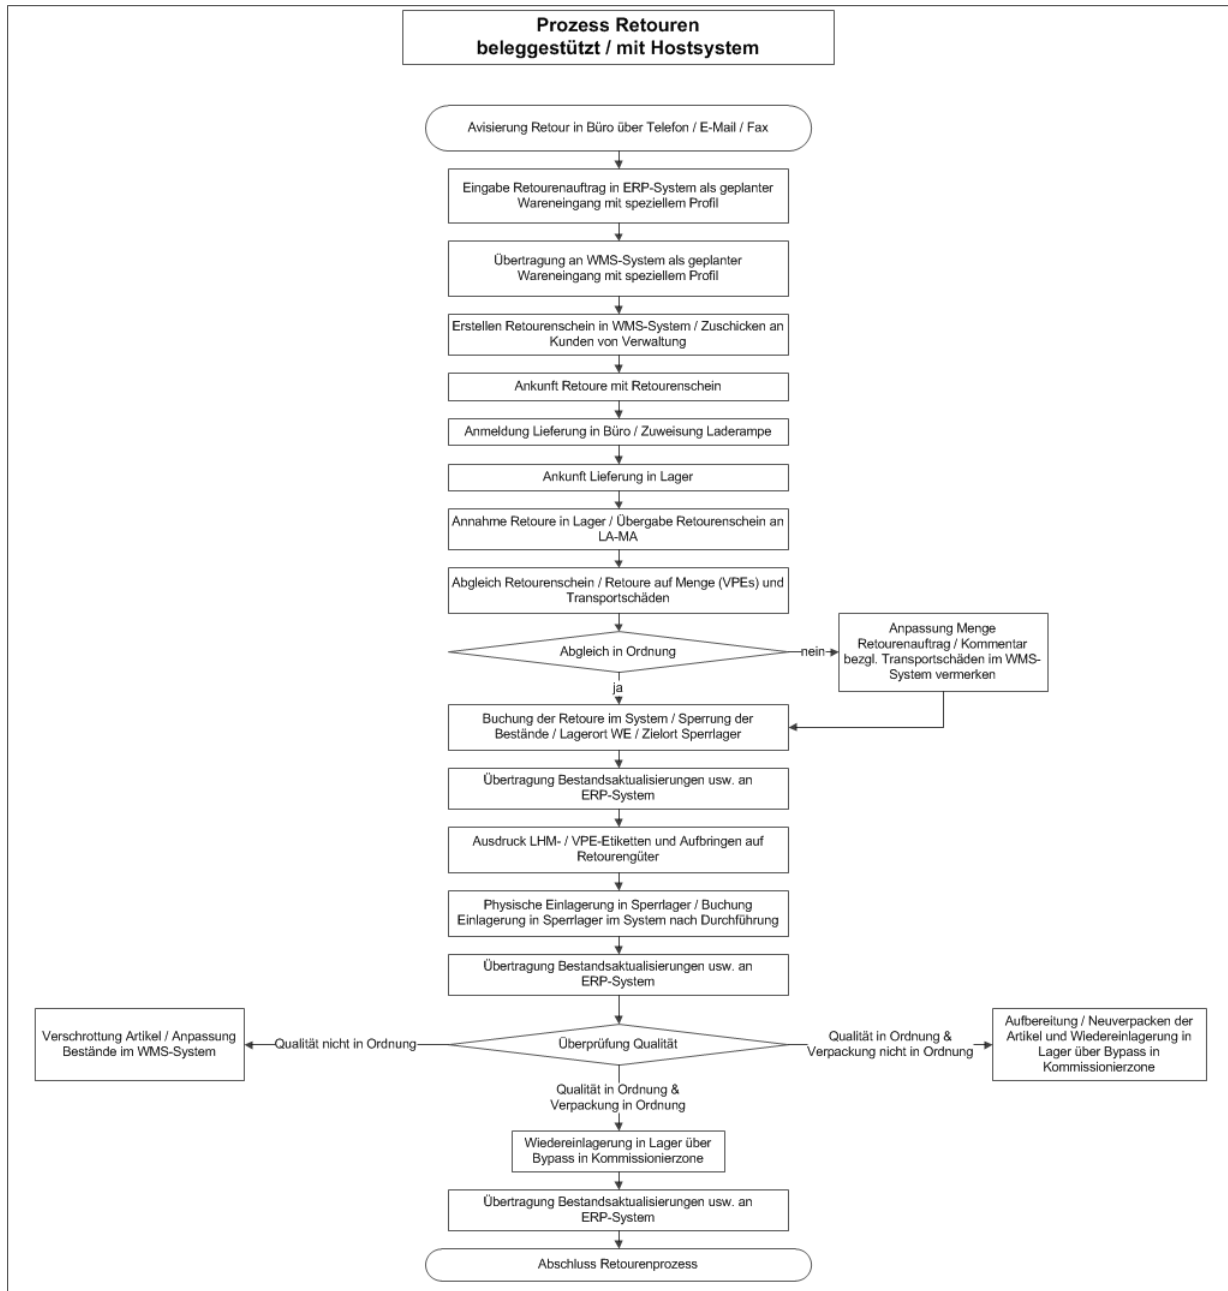 Prozess Retouren
beleggestützt / mit Hostsystem
Avisierung Retour in Büro über Telefon / E-Mail / Fax
Eingabe Retourenauftrag in ERP-System als geplanter
Wareneingang mit speziellem Profil
Übertragung an WMS-System als geplanter
Wareneingang mit speziellem Profil
Erstellen Retourenschein in WMS-System / Zuschicken an
Kunden von Verwaltung
Ankunft Retoure mit Retourenschein
Anmeldung Lieferung in Büro / Zuweisung Laderampe
Ankunft Lieferung in Lager
Annahme Retoure in Lager / Übergabe Retourenschein an
LA-MA
Abgleich Retourenschein / Retoure auf Menge (VPEs) und
Transportschäden
Abgleich in Ordnung
nein
Anpassung Menge
Retourenauftrag / Kommentar
bezgl. Transportschäden im WMS-
System vermerken
ja
Buchung der Retoure im System / Sperrung der
Bestände / Lagerort WE / Zielort Sperrlager
Übertragung Bestandsaktualisierungen usw. an
ERP-System
Ausdruck LHM- / VPE-Etiketten und Aufbringen auf
Retourengüter
Physische Einlagerung in Sperrlager / Buchung
Einlagerung in Sperrlager im System nach Durchführung
Übertragung Bestandsaktualisierungen usw. an
ERP-System
Verschrottung Artikel / Anpassung
Bestände im WMS-System
Qualität nicht in Ordnung
Überprüfung Qualität
Qualität in Ordnung &
Verpackung nicht in Ordnung
Aufbereitung / Neuverpacken der
Artikel und Wiedereinlagerung in
Lager über Bypass in
Kommissionierzone
Qualität in Ordnung &
Verpackung in Ordnung
Wiedereinlagerung in Lager über
Bypass in Kommissionierzone
Übertragung Bestandsaktualisierungen usw. an
ERP-System
Abschluss Retourenprozess